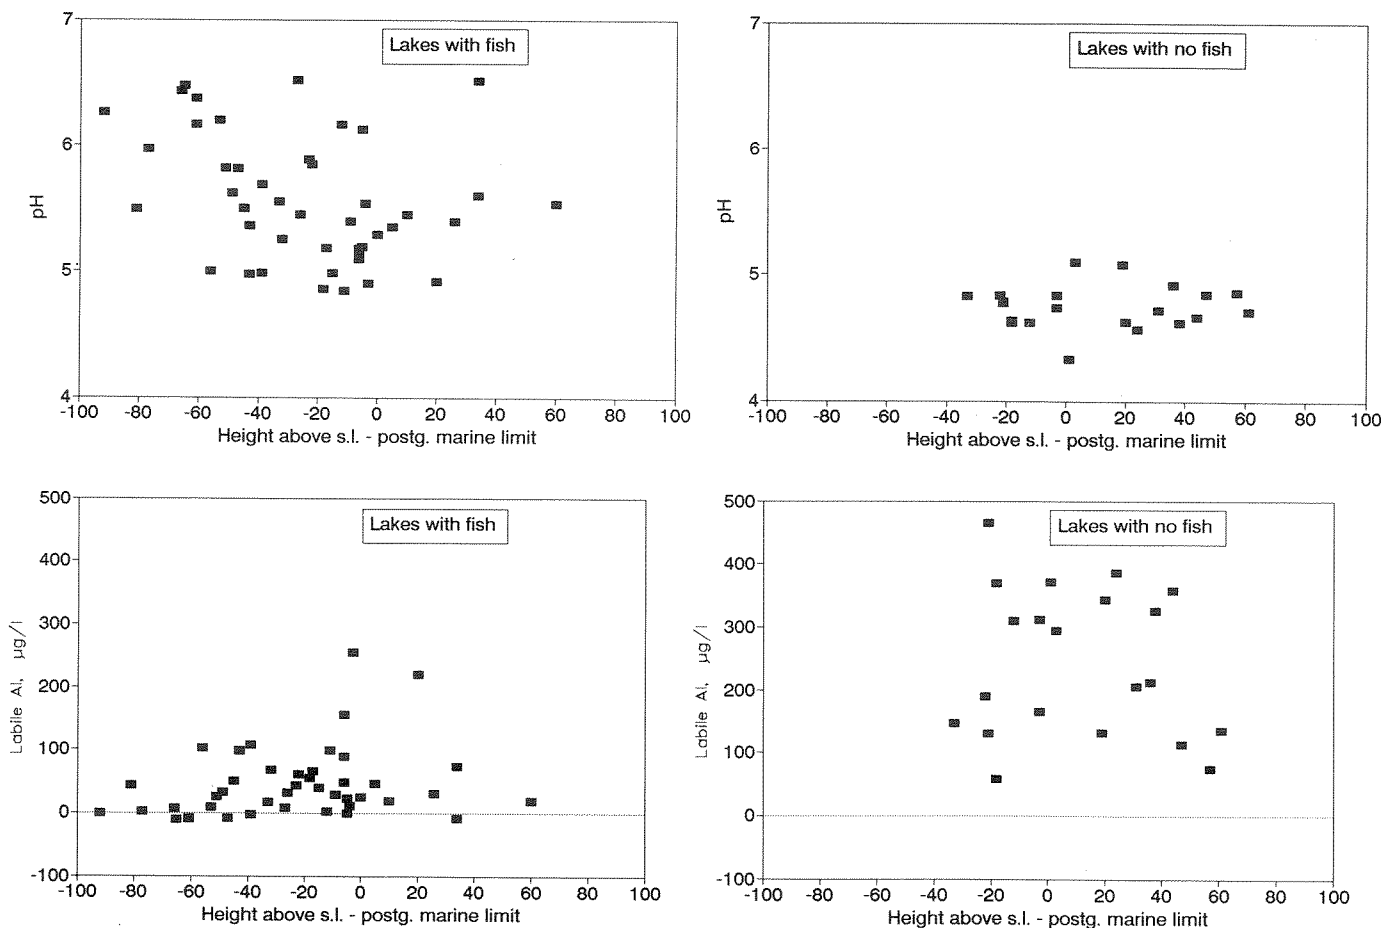 7
Lakes with fish
6
pH
5
4
-100 -80 -60 -40 -20 0 20 40 60 80 100
Height above s.l. - postg. marine limit
7
Lakes with no fish
6
pH
5
4
-100 -80 -60 -40 -20 0 20 40 60 80 100
Height above s.l. - postg. marine limit
500
Lakes with fish
400
300
Labile Al, µg/l
200
100
0
-100
-100 -80 -60 -40 -20 0 20 40 60 80 100
Height above s.l. - postg. marine limit
500
Lakes with no fish
400
300
Labile Al, µg/l
200
100
0
-100
-100 -80 -60 -40 -20 0 20 40 60 80 100
Height above s.l. - postg. marine limit